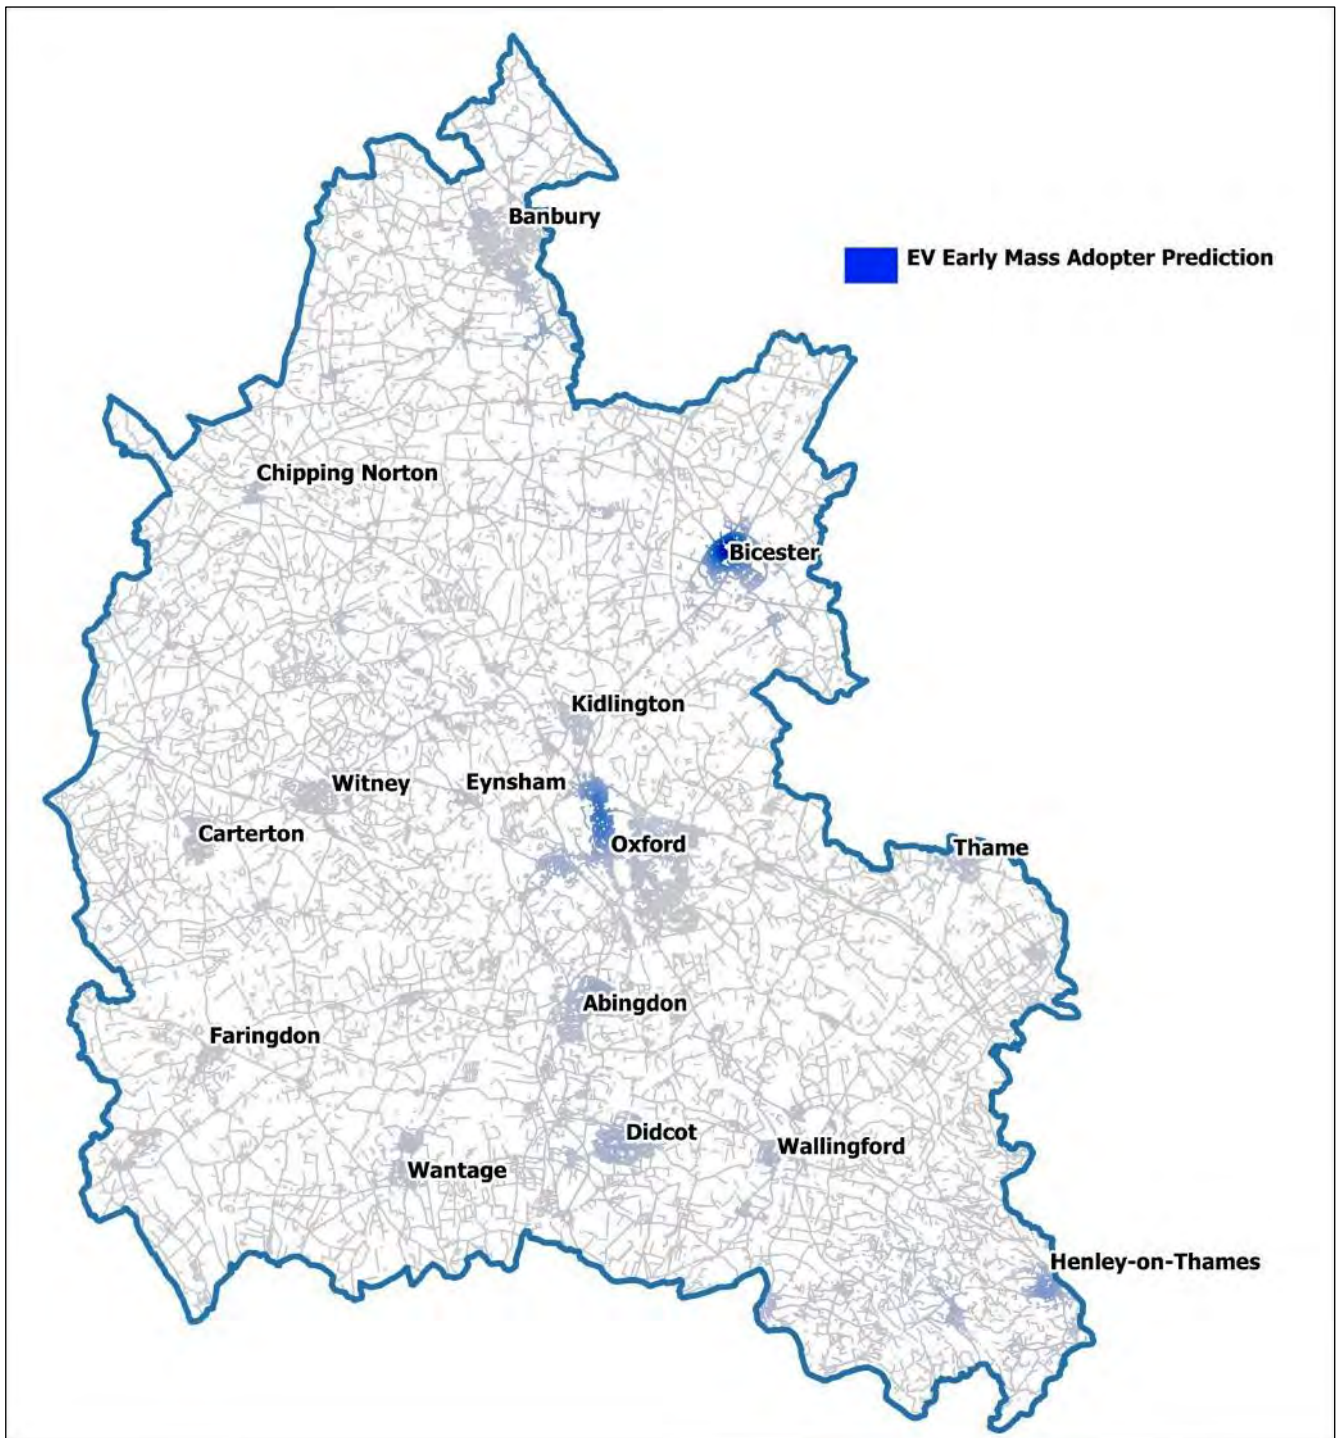 Banbury
EV Early Mass Adopter Prediction
Chipping Norton
Bicester
Kidlington
Witney
Eynsham
Carterton
Oxford
Thame
Abingdon
Faringdon
Didcot
Wallingford
Wantage
Henley-on-Thames